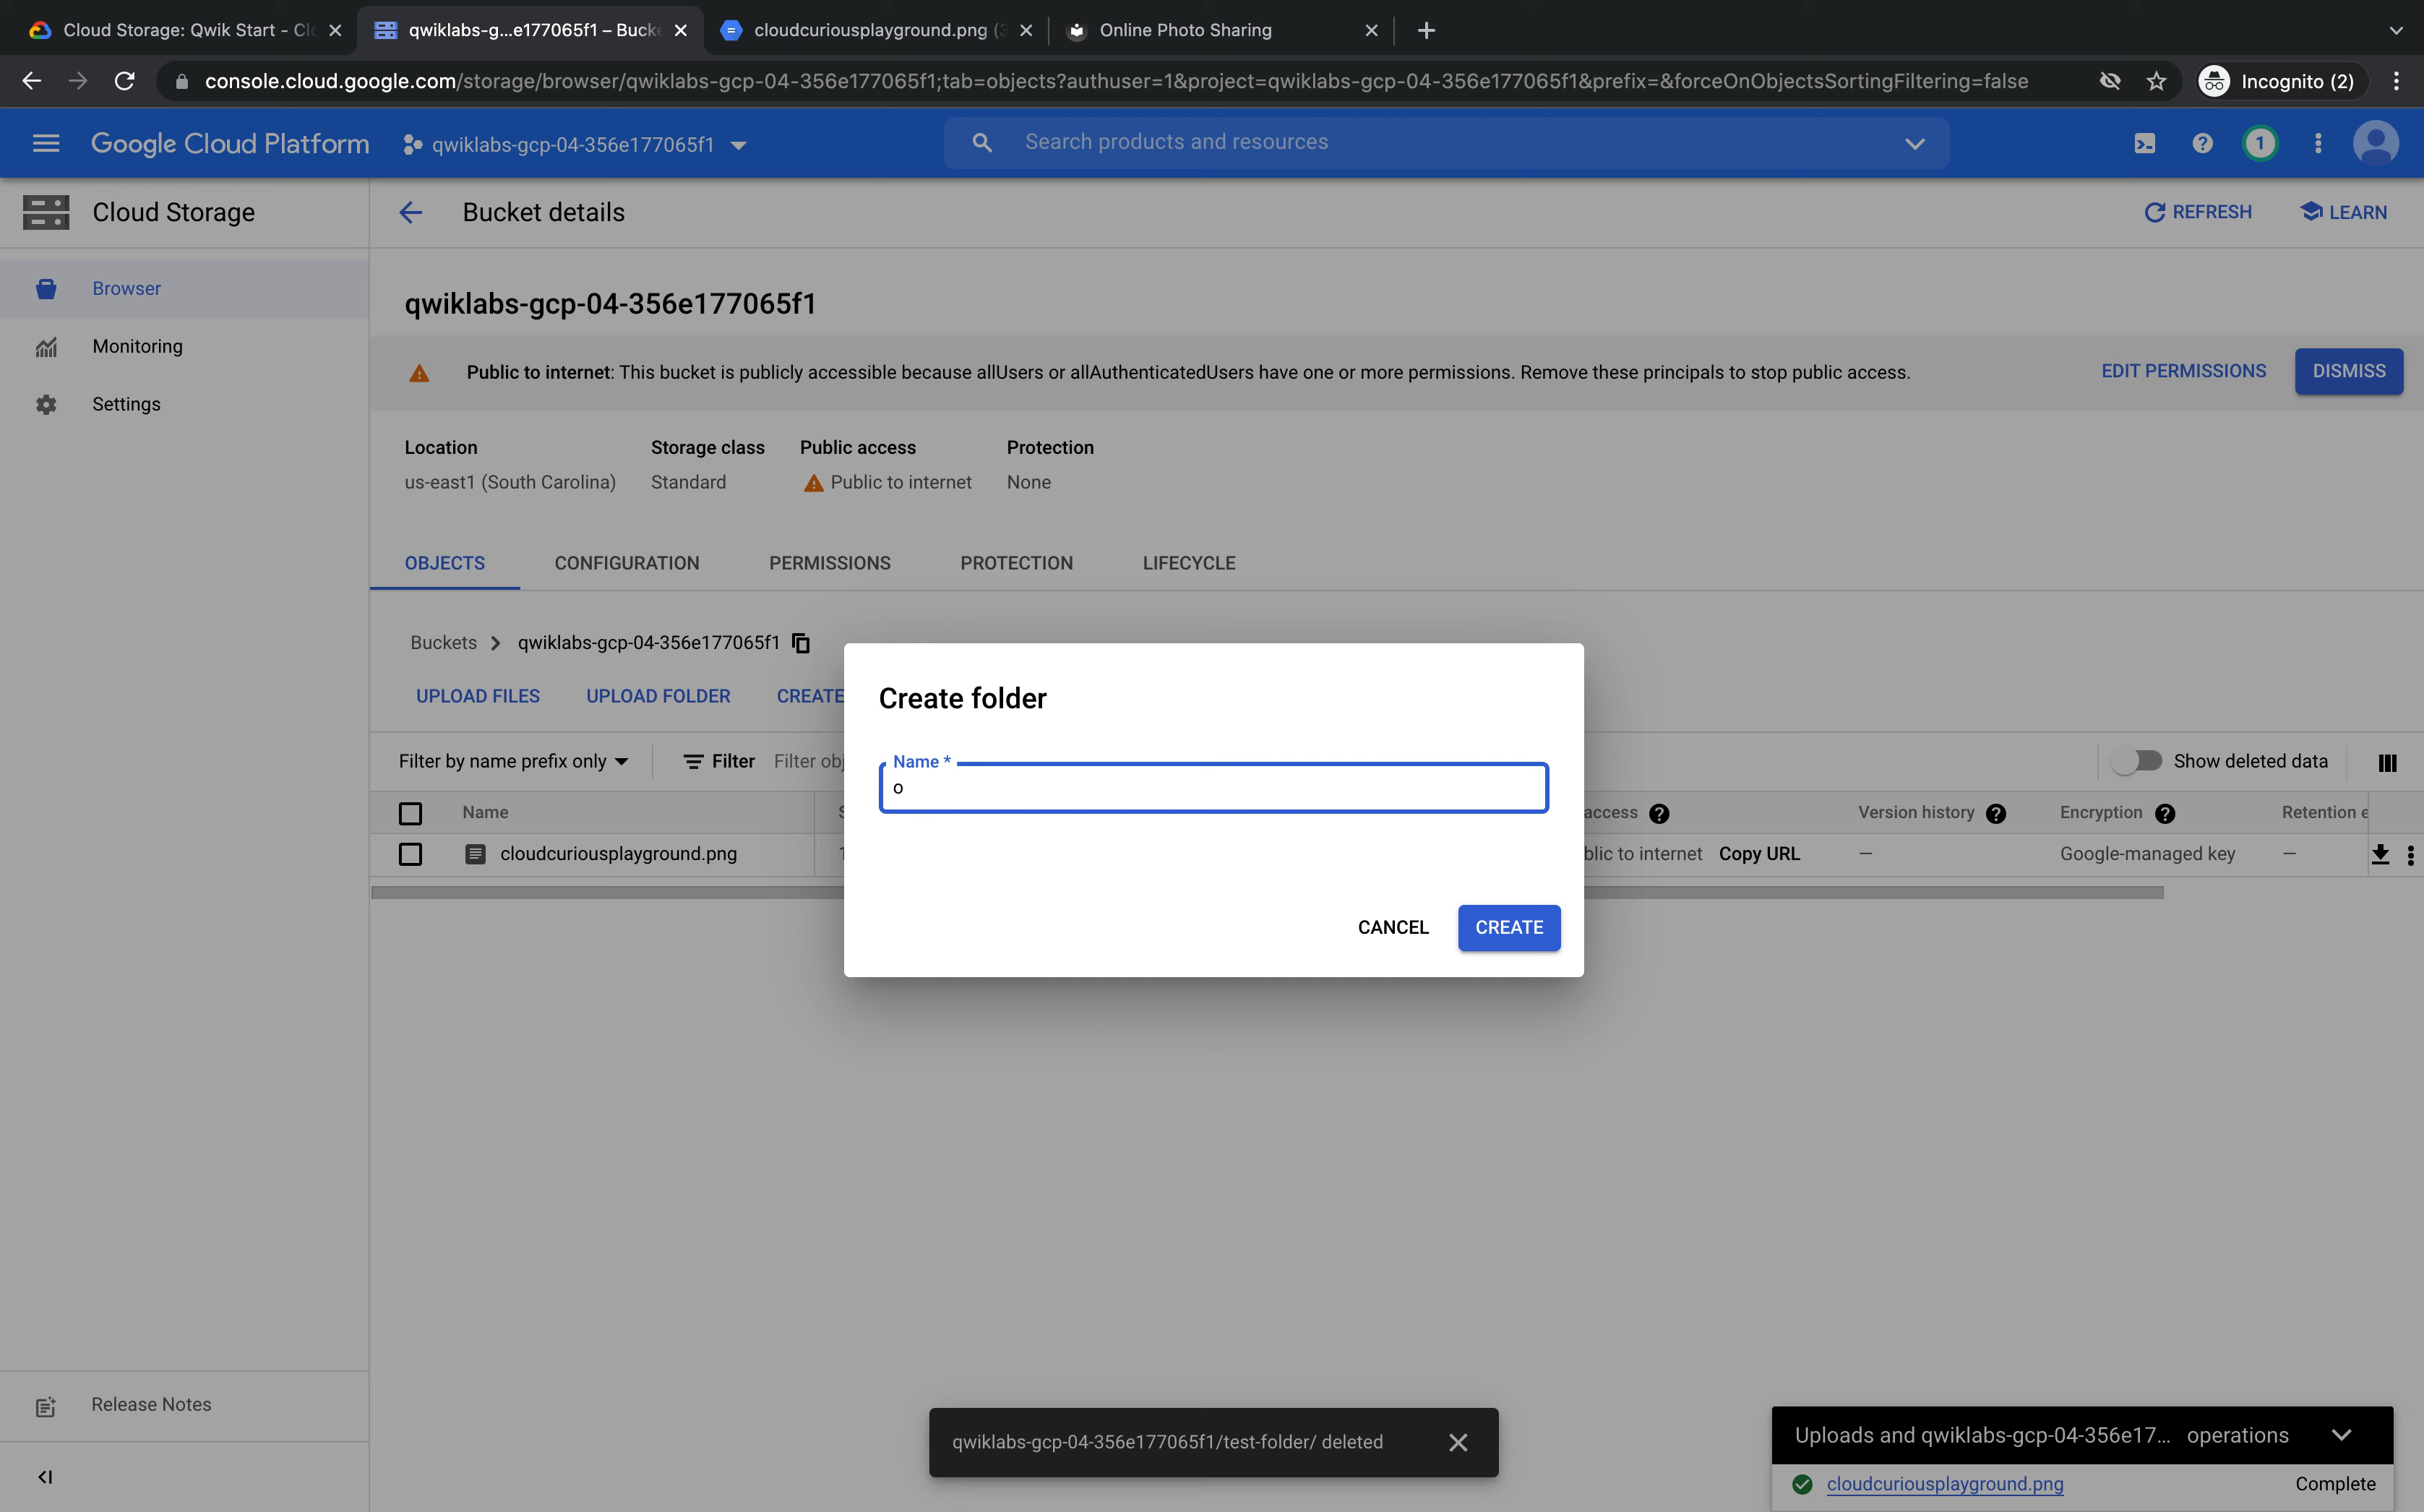 Cloud Storage: Qwik Start - Clo
qwiklabs-g...e177065f1 – Bucke
cloudcuriousplayground.png (3
Online Photo Sharing
console.cloud.google.com/storage/browser/qwiklabs-gcp-04-356e177065f1;tab=objects?authuser=1&project=qwiklabs-gcp-04-356e177065f1&prefix=&forceOnObjectsSortingFiltering=false
Incognito (2)
Google Cloud Platform
qwiklabs-gcp-04-356e177065f1
Search products and resources
1
Cloud Storage
Bucket details
REFRESH
LEARN
Browser
Monitoring
Settings
qwiklabs-gcp-04-356e177065f1
Public to internet: This bucket is publicly accessible because allUsers or allAuthenticatedUsers have one or more permissions. Remove these principals to stop public access.
EDIT PERMISSIONS
DISMISS
Location Storage class Public access Protection
us-east1 (South Carolina) Standard Public to internet None
OBJECTS CONFIGURATION PERMISSIONS PROTECTION LIFECYCLE
Buckets > qwiklabs-gcp-04-356e177065f1
UPLOAD FILES UPLOAD FOLDER CREATE
Create folder
Name *
o
CANCEL CREATE
Filter by name prefix only Filter Filter obj Show deleted data
Name access Version history Encryption Retention e
cloudcuriousplayground.png blic to internet Copy URL — Google-managed key —
Release Notes
qwiklabs-gcp-04-356e177065f1/test-folder/ deleted
Uploads and qwiklabs-gcp-04-356e17... operations
cloudcuriousplayground.png Complete